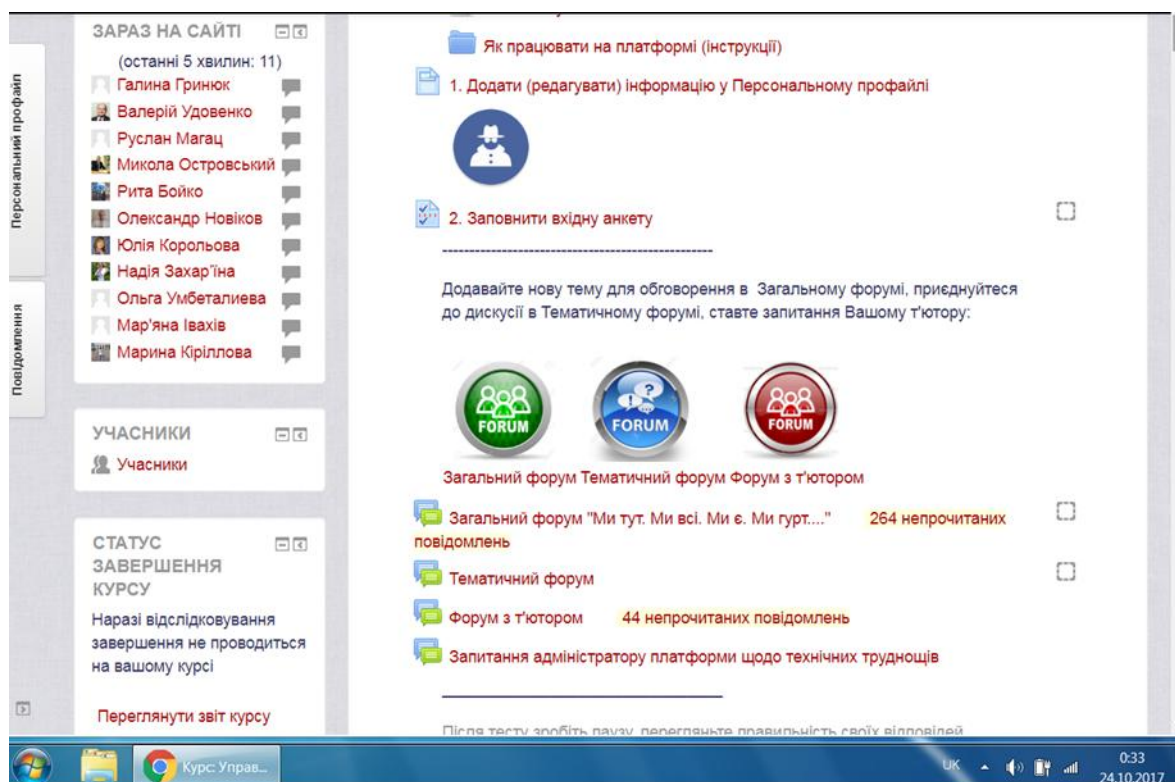 Персональний профайл
Повідомлення
ЗАРАЗ НА САЙТІ
(останні 5 хвилин: 11)
Галина Гринюк
Валерій Удовенко
Руслан Магац
Микола Островський
Рита Бойко
Олександр Новіков
Юлія Корольова
Надія Захар'їна
Ольга Умбеталиева
Мар'яна Івахів
Марина Кіріллова
УЧАСНИКИ
Учасники
СТАТУС
ЗАВЕРШЕННЯ
КУРСУ
Наразі відслідковування
завершення не проводиться
на вашому курсі
Переглянути звіт курсу
Як працювати на платформі (інструкції)
1. Додати (редагувати) інформацію у Персональному профайлі
2. Заповнити вхідну анкету
--------------------------------------------------
Додавайте нову тему для обговорення в Загальному форумі, приєднуйтеся
до дискусії в Тематичному форумі, ставте запитання Вашому т'ютору:
FORUM
FORUM
FORUM
Загальний форум Тематичний форум Форум з т'ютором
Загальний форум "Ми тут. Ми всі. Ми є. Ми гурт...." 264 непрочитаних
повідомлень
Тематичний форум
Форум з т'ютором 44 непрочитаних повідомлень
Запитання адміністратору платформи щодо технічних труднощів
Після тесту зробіть паузу, перегляньте правильність своїх відповідей
Курс: Управ...
UK
0:33
24.10.2017